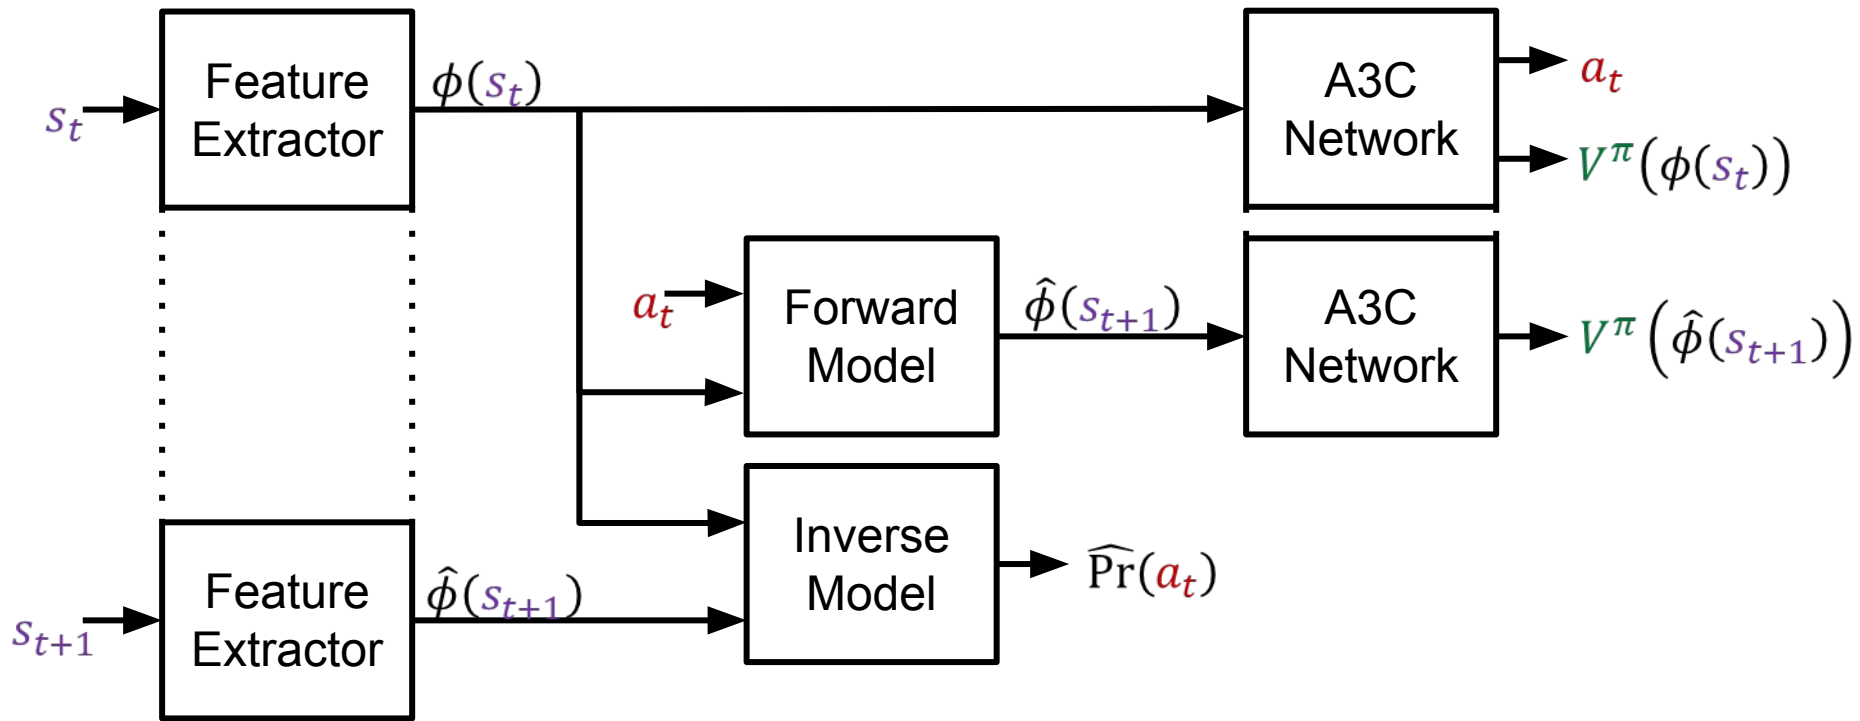 s_t
Feature
Extractor
ϕ(s_t)
A3C
Network
a_t
V^π(ϕ(s_t))
a_t
Forward
Model
ϕ̂(s_{t+1})
A3C
Network
V^π(ϕ̂(s_{t+1}))
s_{t+1}
Feature
Extractor
ϕ̂(s_{t+1})
Inverse
Model
P̂r(a_t)